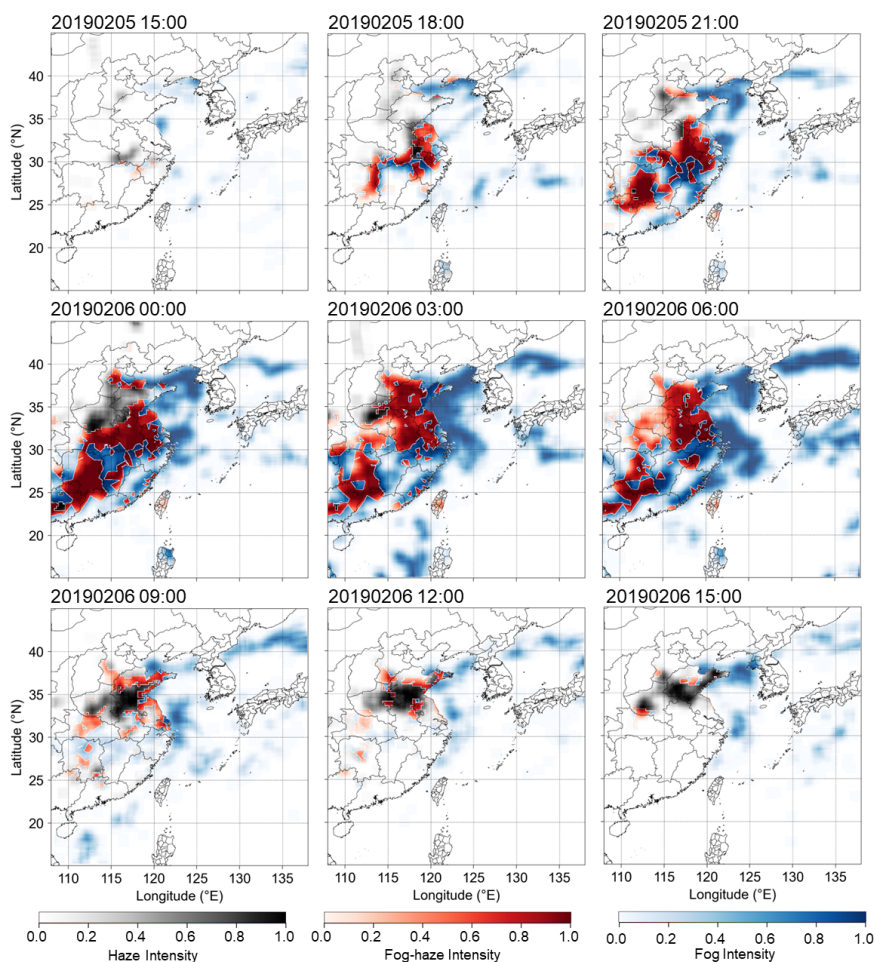 20190205 15:00
20190205 18:00
20190205 21:00
Latitude (°N)
40
35
30
25
20
20190206 00:00
20190206 03:00
20190206 06:00
Latitude (°N)
40
35
30
25
20
20190206 09:00
20190206 12:00
20190206 15:00
Latitude (°N)
40
35
30
25
20
110 115 120 125 130 135
110 115 120 125 130 135
110 115 120 125 130 135
Longitude (°E)
Longitude (°E)
Longitude (°E)
0.0 0.2 0.4 0.6 0.8 1.0
Haze Intensity
0.0 0.2 0.4 0.6 0.8 1.0
Fog-haze Intensity
0.0 0.2 0.4 0.6 0.8 1.0
Fog Intensity